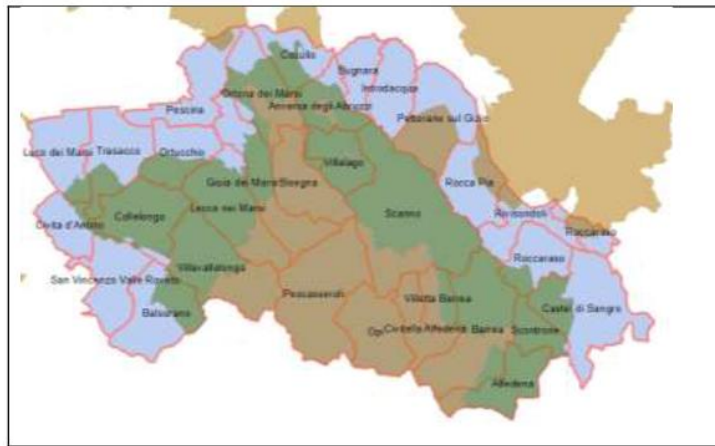 Cocullo
Bugnara
Introdacqua
Ortona dei Marsi
Anversa degli Abruzzi
Pescina
Pettorano sul Gizio
Luco dei Marsi
Trasacco
Ortucchio
Villalago
Gioia dei Marsi
Bisegna
Rocca Pia
Lecce nei Marsi
Collelongo
Scanno
Civita d'Antino
Rivisondoli
Roccaraso
Roccaraso
Villavallelonga
San Vincenzo Valle Roveto
Pescasseroli
Villetta Barrea
Castel di Sangro
Balsorano
Opi
Civitella Alfedena
Barrea
Scontrone
Alfedena